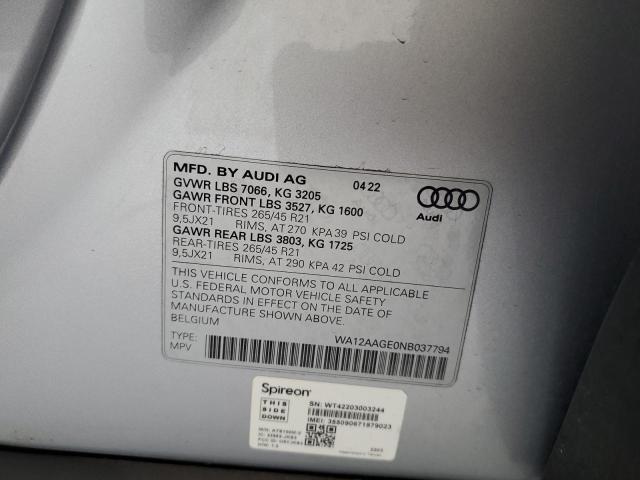 MFD. BY AUDI AG 04 22
GVWR LBS 7066, KG 3205
GAWR FRONT LBS 3527, KG 1600
FRONT-TIRES 265/45 R21
9,5JX21 RIMS, AT 270 KPA 39 PSI COLD
GAWR REAR LBS 3803, KG 1725
REAR-TIRES 265/45 R21
9,5JX21 RIMS, AT 290 KPA 42 PSI COLD
Audi
THIS VEHICLE CONFORMS TO ALL APPLICABLE
U.S. FEDERAL MOTOR VEHICLE SAFETY
STANDARDS IN EFFECT ON THE DATE OF
MANUFACTURE SHOWN ABOVE.
BELGIUM
TYPE: WA12AAGE0NB037794
MPV
Spireon
THIS
SIDE
DOWN
SN: WT42203003244
IMEI: 355090671879023